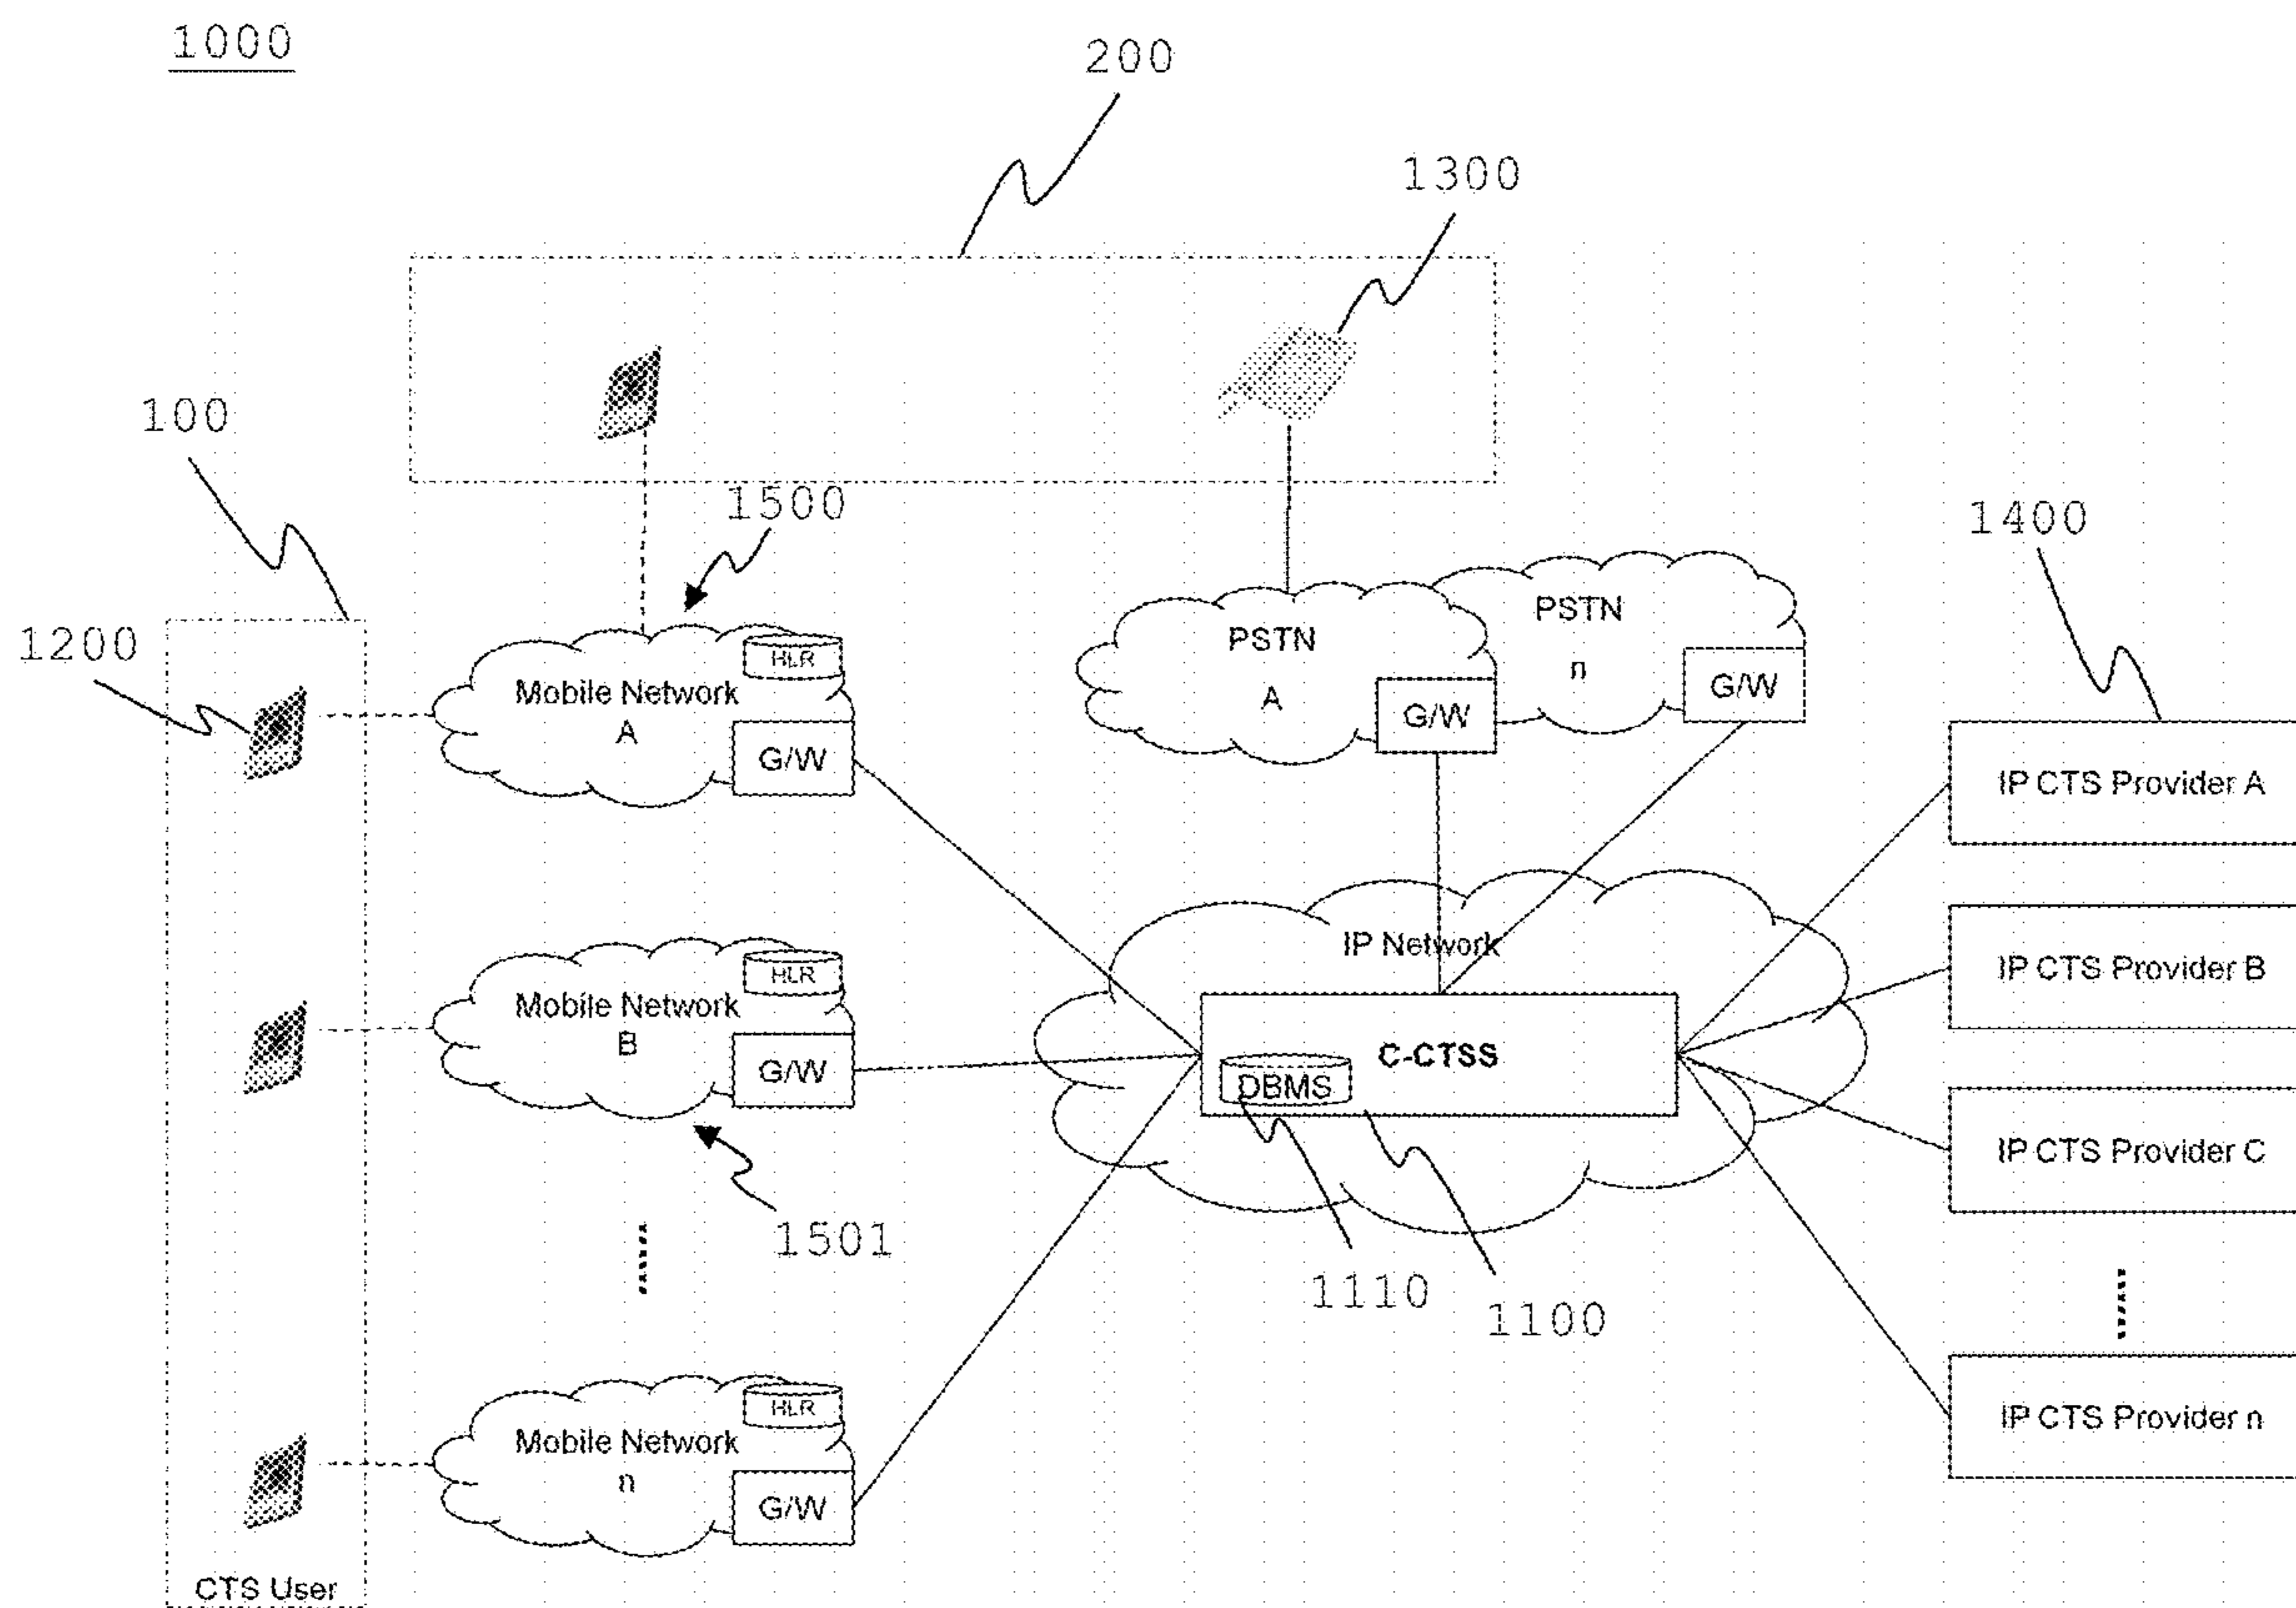 1000
200
1300
100
1500
1400
1200
HLR
Mobile Network
A
G/W
PSTN
A
G/W
PSTN
n
G/W
IP CTS Provider A
HLR
Mobile Network
B
G/W
IP Network
C-CTSS
DBMS
IP CTS Provider B
IP CTS Provider C
1501
1110
1100
HLR
Mobile Network
n
G/W
IP CTS Provider n
CTS User